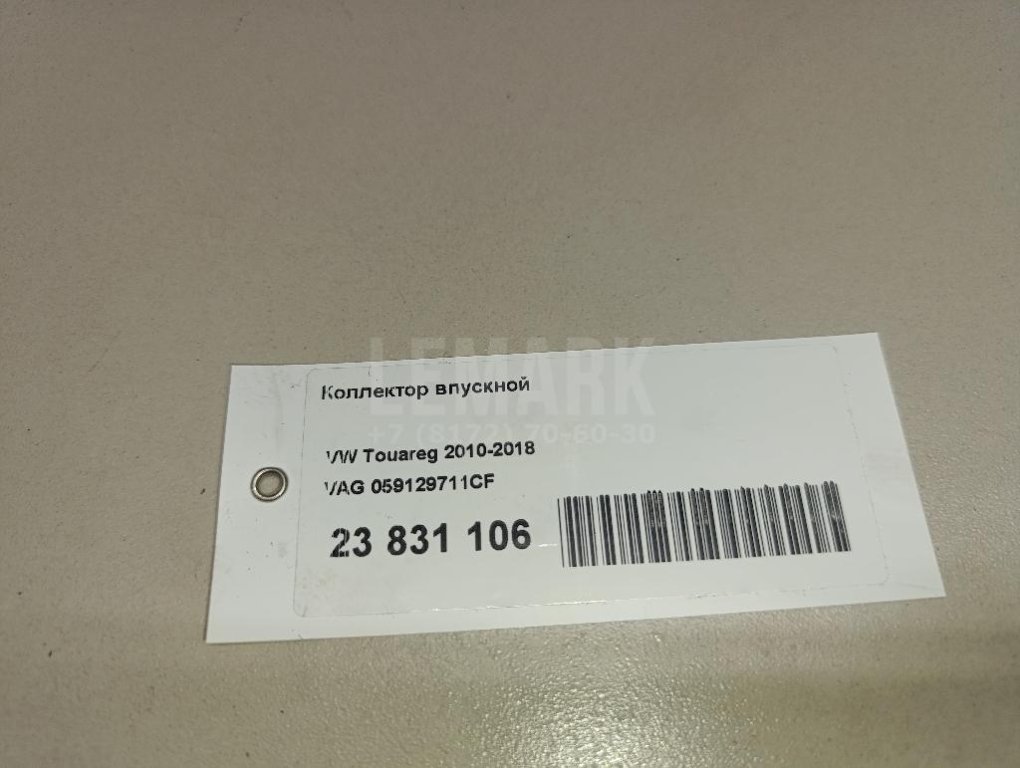 LEMARK
Коллектор впускной
+7 (8172) 70-60-30
VW Touareg 2010-2018
VAG 059129711CF
23 831 106